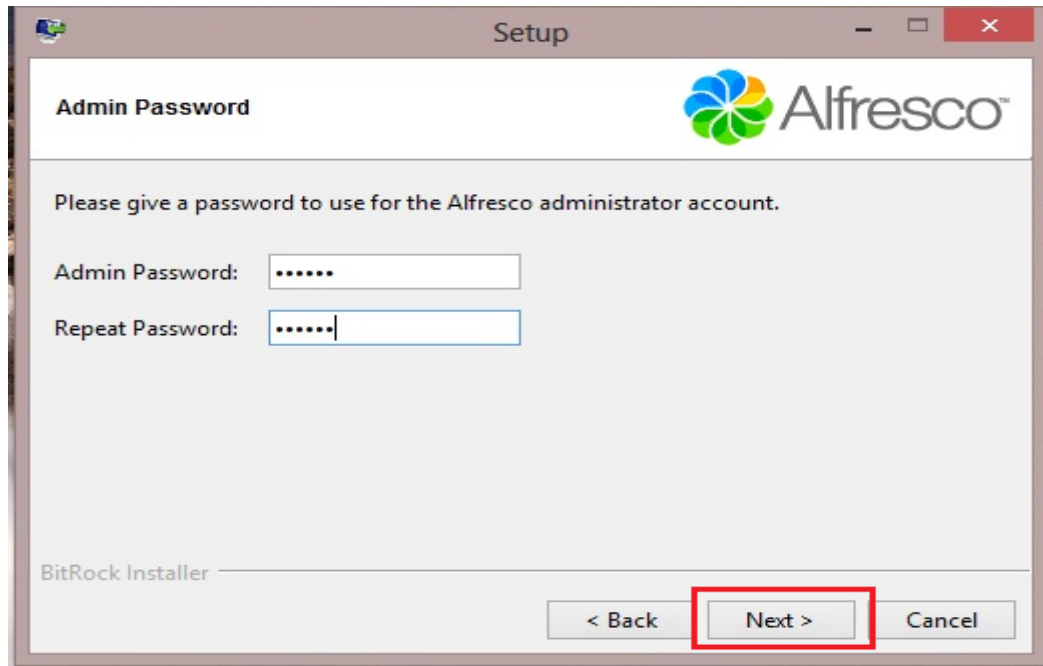 Setup
Admin Password
Alfresco™
Please give a password to use for the Alfresco administrator account.
Admin Password: ••••••
Repeat Password: ••••••
BitRock Installer
< Back Next > Cancel